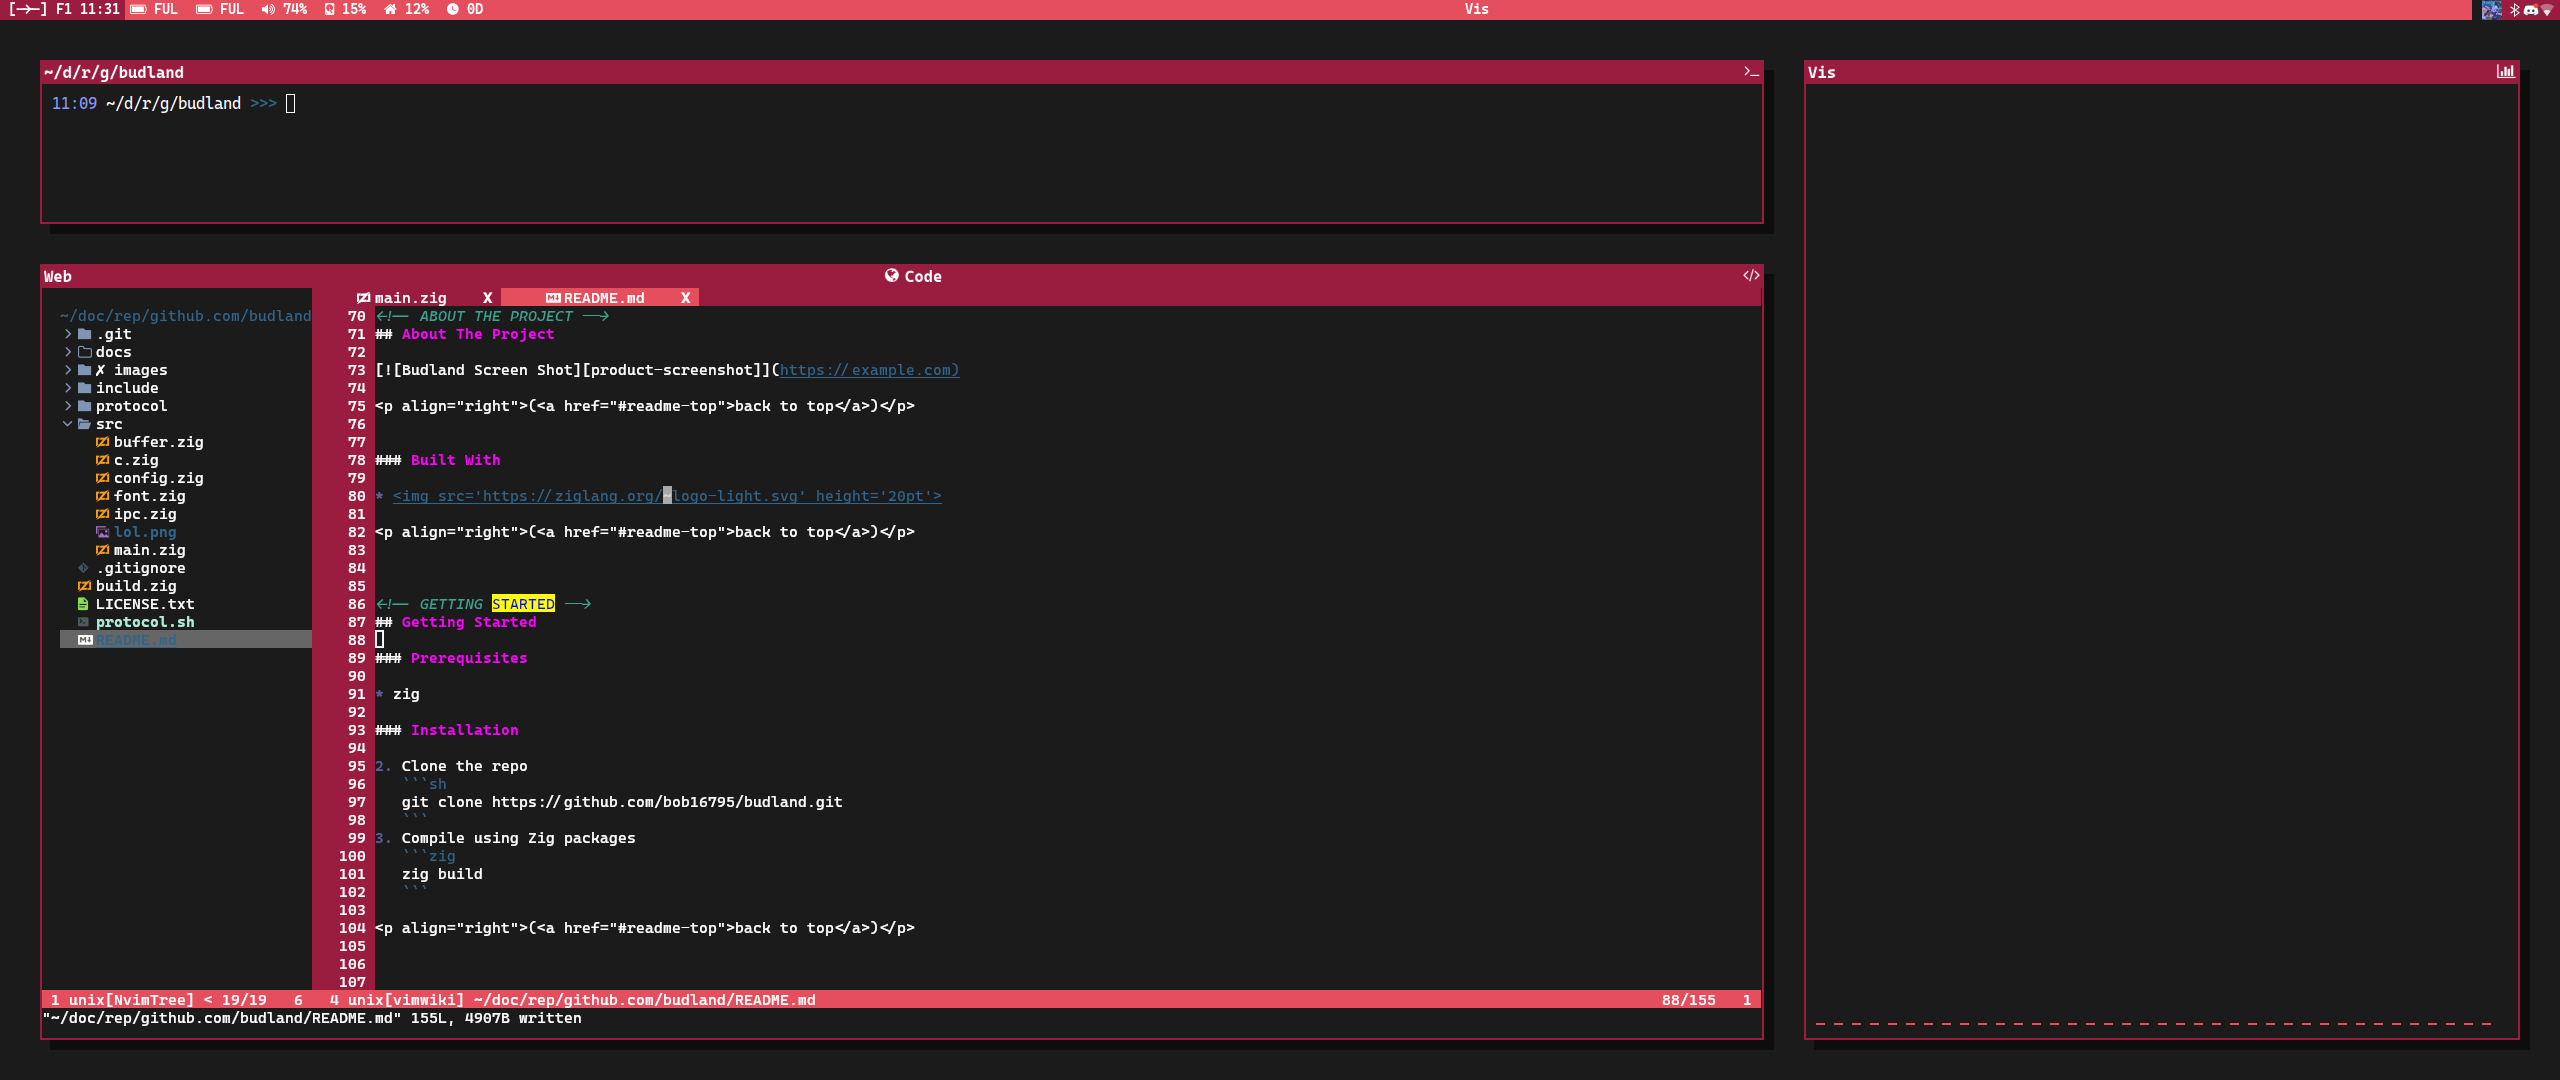 [->-] F1 11:31 FUL FUL 74% 15% 12% 0D Vis
~/d/r/g/budland
11:09 ~/d/r/g/budland >>>
Vis
Web Code </>
main.zig X README.md X
~/doc/rep/github.com/budland
.git
docs
✗ images
include
protocol
src
buffer.zig
c.zig
config.zig
font.zig
ipc.zig
lol.png
main.zig
.gitignore
build.zig
LICENSE.txt
protocol.sh
README.md
70 <!-- ABOUT THE PROJECT -->
71 ## About The Project
72
73 [![Budland Screen Shot][product-screenshot]](https://example.com)
74
75 <p align="right">(<a href="#readme-top">back to top</a>)</p>
76
77
78 ### Built With
79
80 * <img src='https://ziglang.org/~logo-light.svg' height='20pt'>
81
82 <p align="right">(<a href="#readme-top">back to top</a>)</p>
83
84
85
86 <!-- GETTING STARTED -->
87 ## Getting Started
88
89 ### Prerequisites
90
91 * zig
92
93 ### Installation
94
95 2. Clone the repo
96 ```sh
97 git clone https://github.com/bob16795/budland.git
98 ```
99 3. Compile using Zig packages
100 ```zig
101 zig build
102 ```
103
104 <p align="right">(<a href="#readme-top">back to top</a>)</p>
105
106
107
1 unix[NvimTree] < 19/19 6 4 unix[vimwiki] ~/doc/rep/github.com/budland/README.md 88/155 1
"~/doc/rep/github.com/budland/README.md" 155L, 4907B written